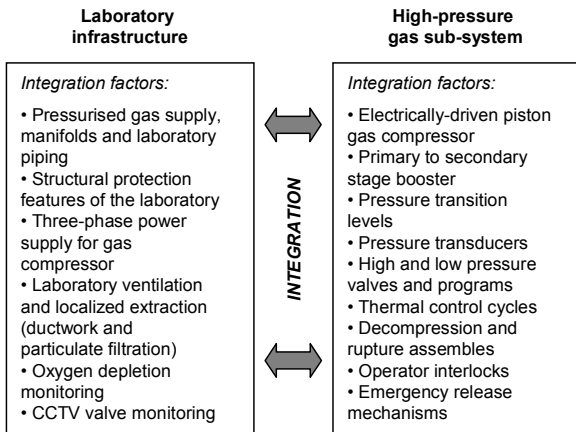 Laboratory
infrastructure
Integration factors:
• Pressurised gas supply,
manifolds and laboratory
piping
• Structural protection
features of the laboratory
• Three-phase power
supply for gas
compressor
• Laboratory ventilation
and localized extraction
(ductwork and
particulate filtration)
• Oxygen depletion
monitoring
• CCTV valve monitoring
INTEGRATION
High-pressure
gas sub-system
Integration factors:
• Electrically-driven piston
gas compressor
• Primary to secondary
stage booster
• Pressure transition
levels
• Pressure transducers
• High and low pressure
valves and programs
• Thermal control cycles
• Decompression and
rupture assembles
• Operator interlocks
• Emergency release
mechanisms